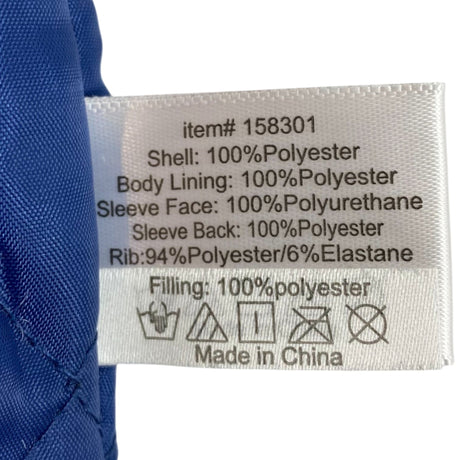 item# 158301
Shell: 100%Polyester
Body Lining: 100%Polyester
Sleeve Face: 100%Polyurethane
Sleeve Back: 100%Polyester
Rib:94%Polyester/6%Elastane
Filling: 100%polyester
Made in China